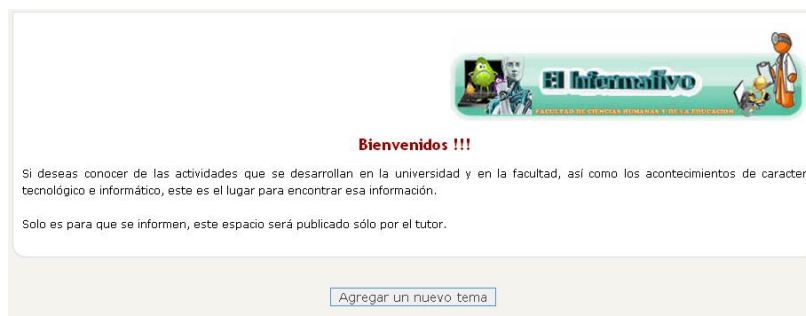 El Informativo
FACULTAD DE CIENCIAS HUMANAS Y DE LA EDUCACION
Bienvenidos !!!
Si deseas conocer de las actividades que se desarrollan en la universidad y en la facultad, así como los acontecimientos de caracter
tecnológico e informático, este es el lugar para encontrar esa información.
Solo es para que se informen, este espacio será publicado sólo por el tutor.
Agregar un nuevo tema